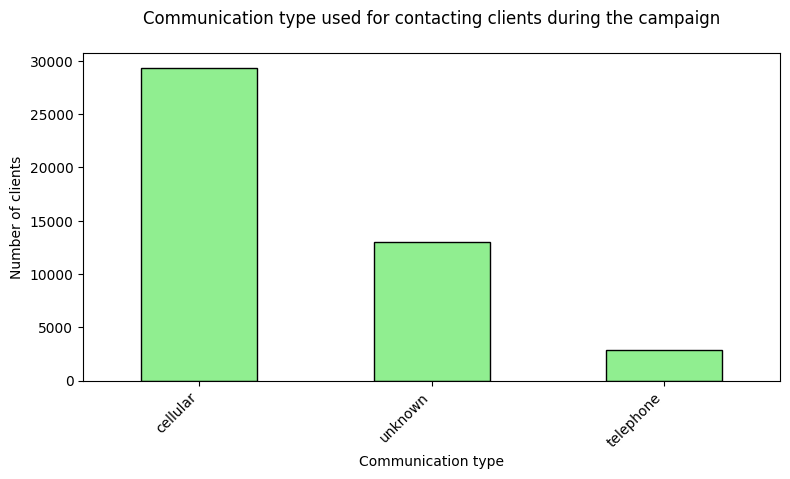 Communication type used for contacting clients during the campaign
30000
25000
20000
15000
10000
5000
0
Number of clients
cellular
unknown
telephone
Communication type